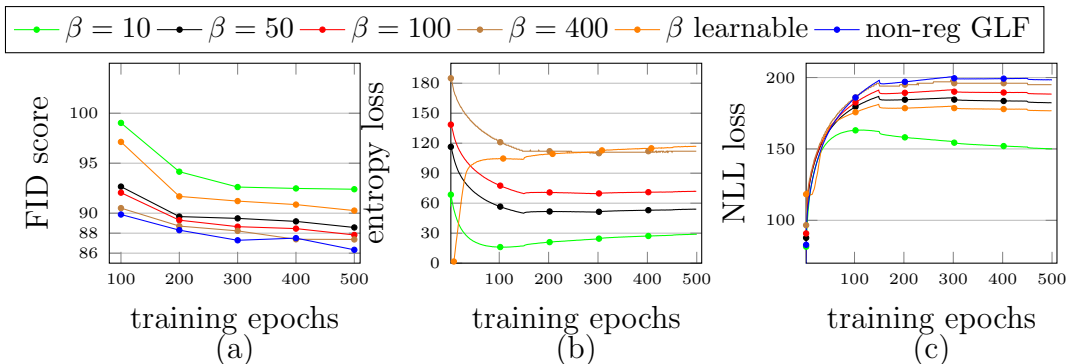 β = 10 β = 50 β = 100 β = 400 β learnable non-reg GLF
FID score
100
95
90
88
86
100 200 300 400 500
training epochs
(a)
entropy loss
180
150
120
90
60
30
0
100 200 300 400 500
training epochs
(b)
NLL loss
200
150
100
100 200 300 400 500
training epochs
(c)